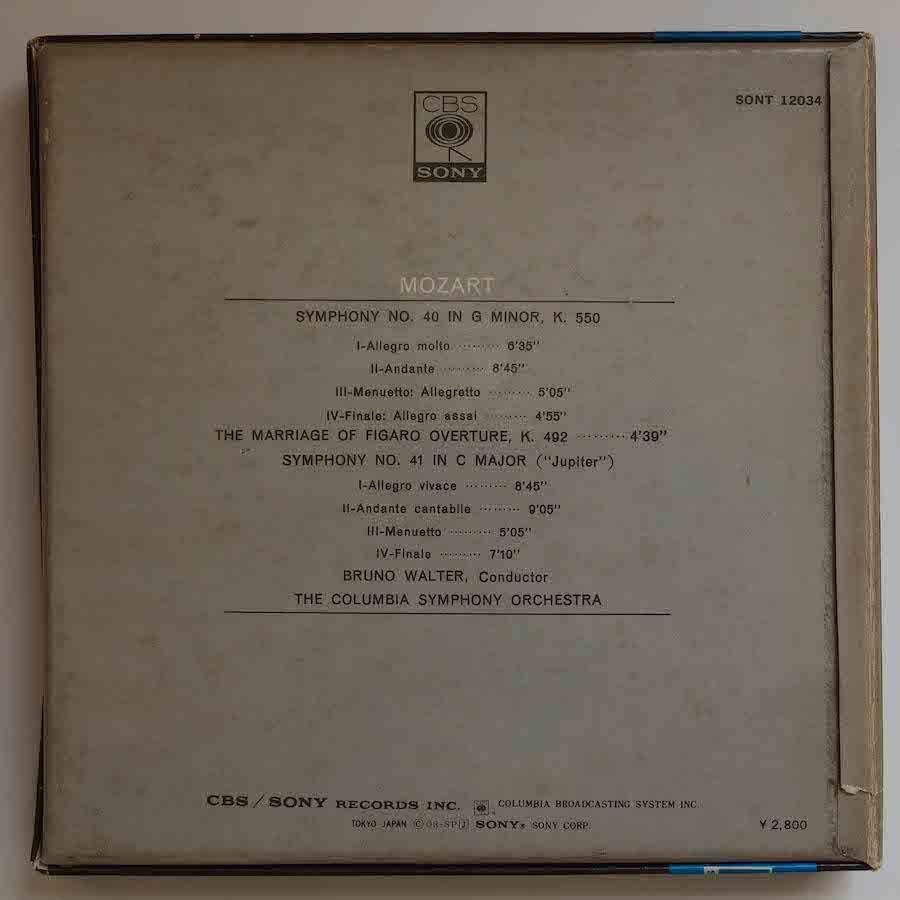 CBS
SONY
SONT 12034
MOZART
SYMPHONY NO. 40 IN G MINOR, K. 550
I-Allegro molto ········· 6'35''
II-Andante ·········· 8'45''
III-Menuetto: Allegretto ········· 5'05''
IV-Finale: Allegro assai ········· 4'55''
THE MARRIAGE OF FIGARO OVERTURE, K. 492 ········· 4'39''
SYMPHONY NO. 41 IN C MAJOR ("Jupiter")
I-Allegro vivace ········· 8'45''
II-Andante cantabile ········· 9'05''
III-Menuetto ········· 5'05''
IV-Finale ········· 7'10''
BRUNO WALTER, Conductor
THE COLUMBIA SYMPHONY ORCHESTRA
CBS / SONY RECORDS INC. COLUMBIA BROADCASTING SYSTEM INC.
TOKYO JAPAN SONY® SONY CORP.
¥ 2,800